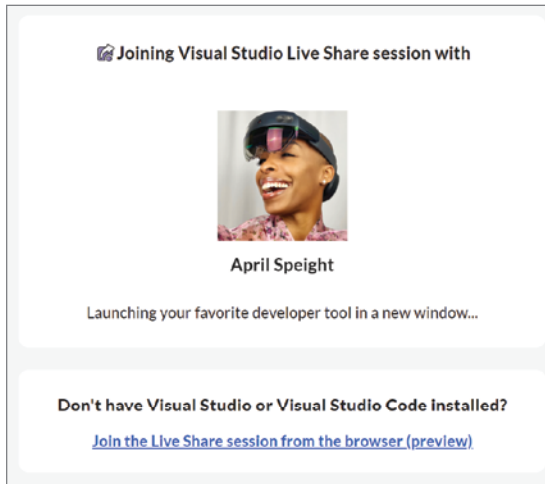 Joining Visual Studio Live Share session with
April Speight
Launching your favorite developer tool in a new window...
Don't have Visual Studio or Visual Studio Code installed?
Join the Live Share session from the browser (preview)